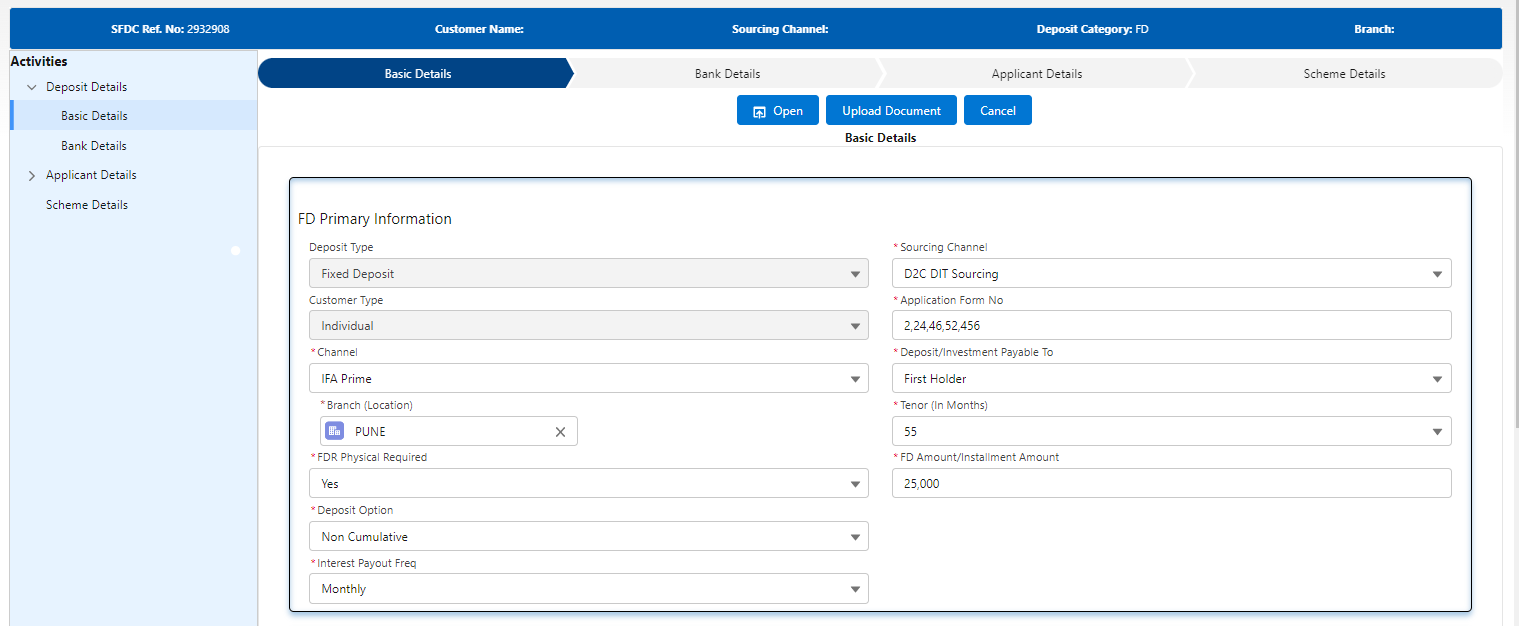 SFDC Ref. No: 2932908 Customer Name: Sourcing Channel: Deposit Category: FD Branch:
Activities
Deposit Details
Basic Details
Bank Details
Applicant Details
Scheme Details
Basic Details Bank Details Applicant Details Scheme Details
Open Upload Document Cancel
Basic Details
FD Primary Information
Deposit Type
Fixed Deposit
Customer Type
Individual
*Channel
IFA Prime
*Branch (Location)
PUNE
*FDR Physical Required
Yes
*Deposit Option
Non Cumulative
*Interest Payout Freq
Monthly
*Sourcing Channel
D2C DIT Sourcing
*Application Form No
2,24,46,52,456
*Deposit/Investment Payable To
First Holder
*Tenor (In Months)
55
*FD Amount/Installment Amount
25,000